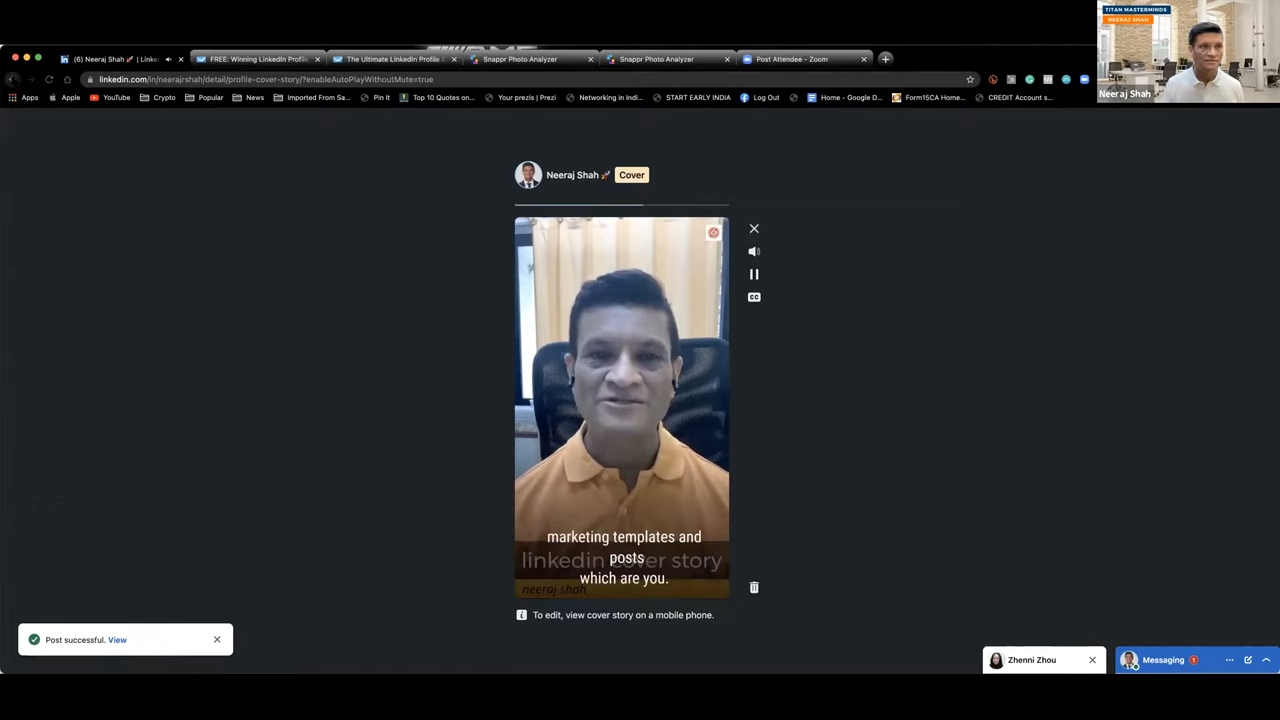 TITAN MASTERMINDS
NEERAJ SHAH
Neeraj Shah
(6) Neeraj Shah 🚀 | Linke
FREE: Winning LinkedIn Profile
The Ultimate LinkedIn Profile C
Snappr Photo Analyzer
Snappr Photo Analyzer
Post Attendee - Zoom
linkedin.com/in/neerajrshah/detail/profile-cover-story/?enableAutoPlayWithoutMute=true
Apps
Apple
YouTube
Crypto
Popular
News
Imported From Sa...
Pin It
Top 10 Quotes on...
Your prezis | Prezi
Networking in Indi...
START EARLY INDIA
Log Out
Home - Google D...
Form15CA Home...
CREDIT Account s...
Neeraj Shah 🚀 Cover
CC
marketing templates and
posts
linkedin cover story
which are you.
neeraj shah
To edit, view cover story on a mobile phone.
Post successful. View
Zhenni Zhou
Messaging 1